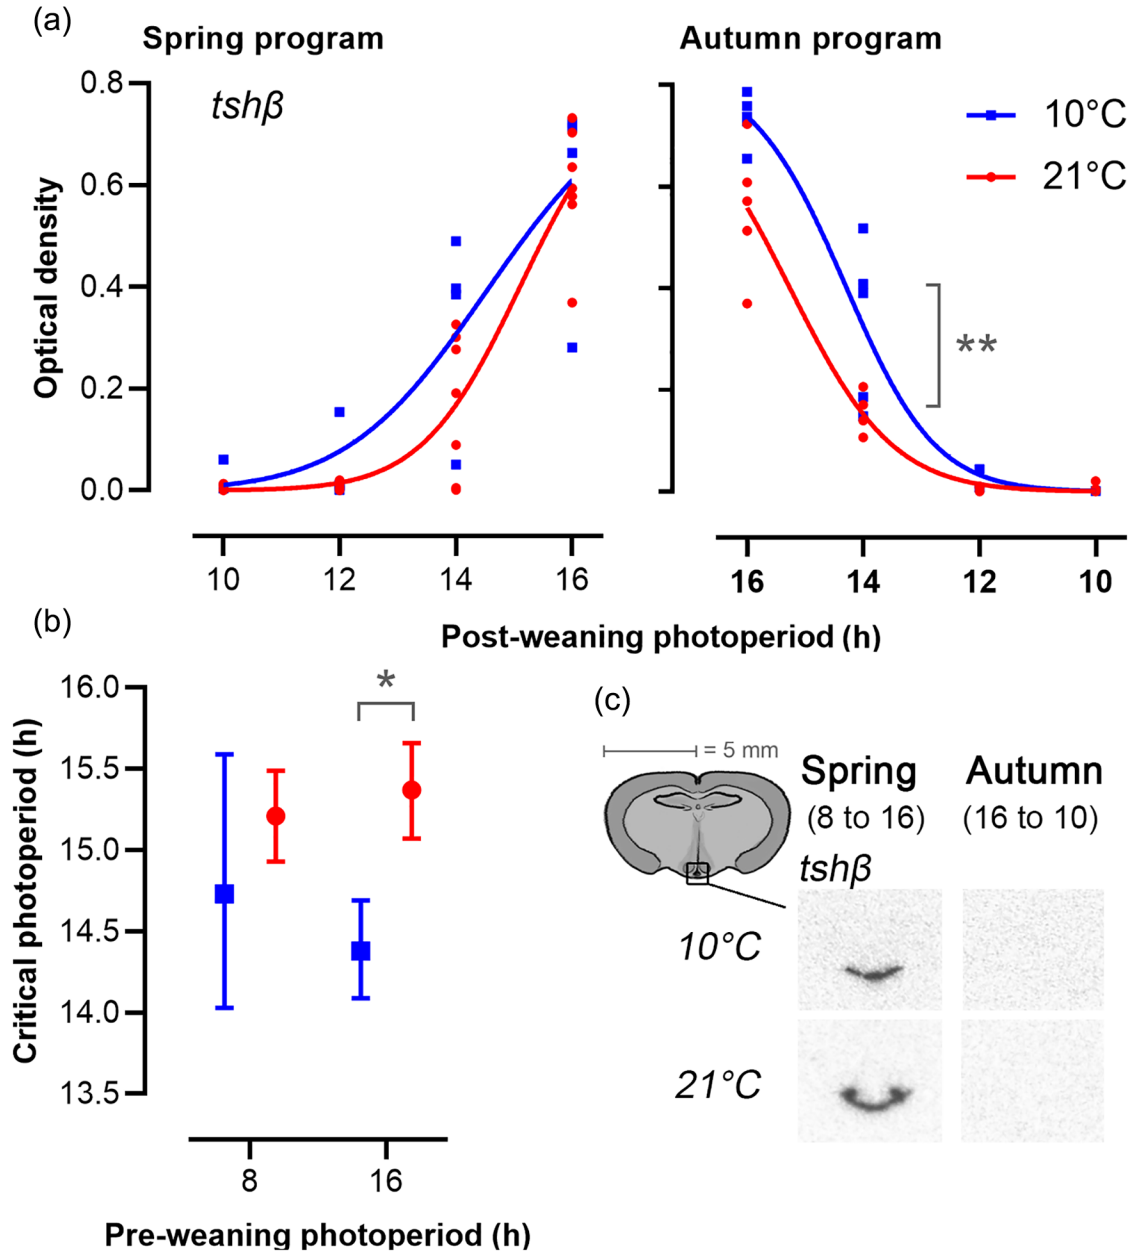 (a)
Spring program
Autumn program
tshβ
10°C
21°C
0.8
0.6
0.4
0.2
0.0
Optical density
**
10 12 14 16
16 14 12 10
Post-weaning photoperiod (h)
(b)
16.0
15.5
15.0
14.5
14.0
13.5
Critical photoperiod (h)
*
8 16
Pre-weaning photoperiod (h)
(c)
= 5 mm
Spring Autumn
(8 to 16) (16 to 10)
tshβ
10°C
21°C